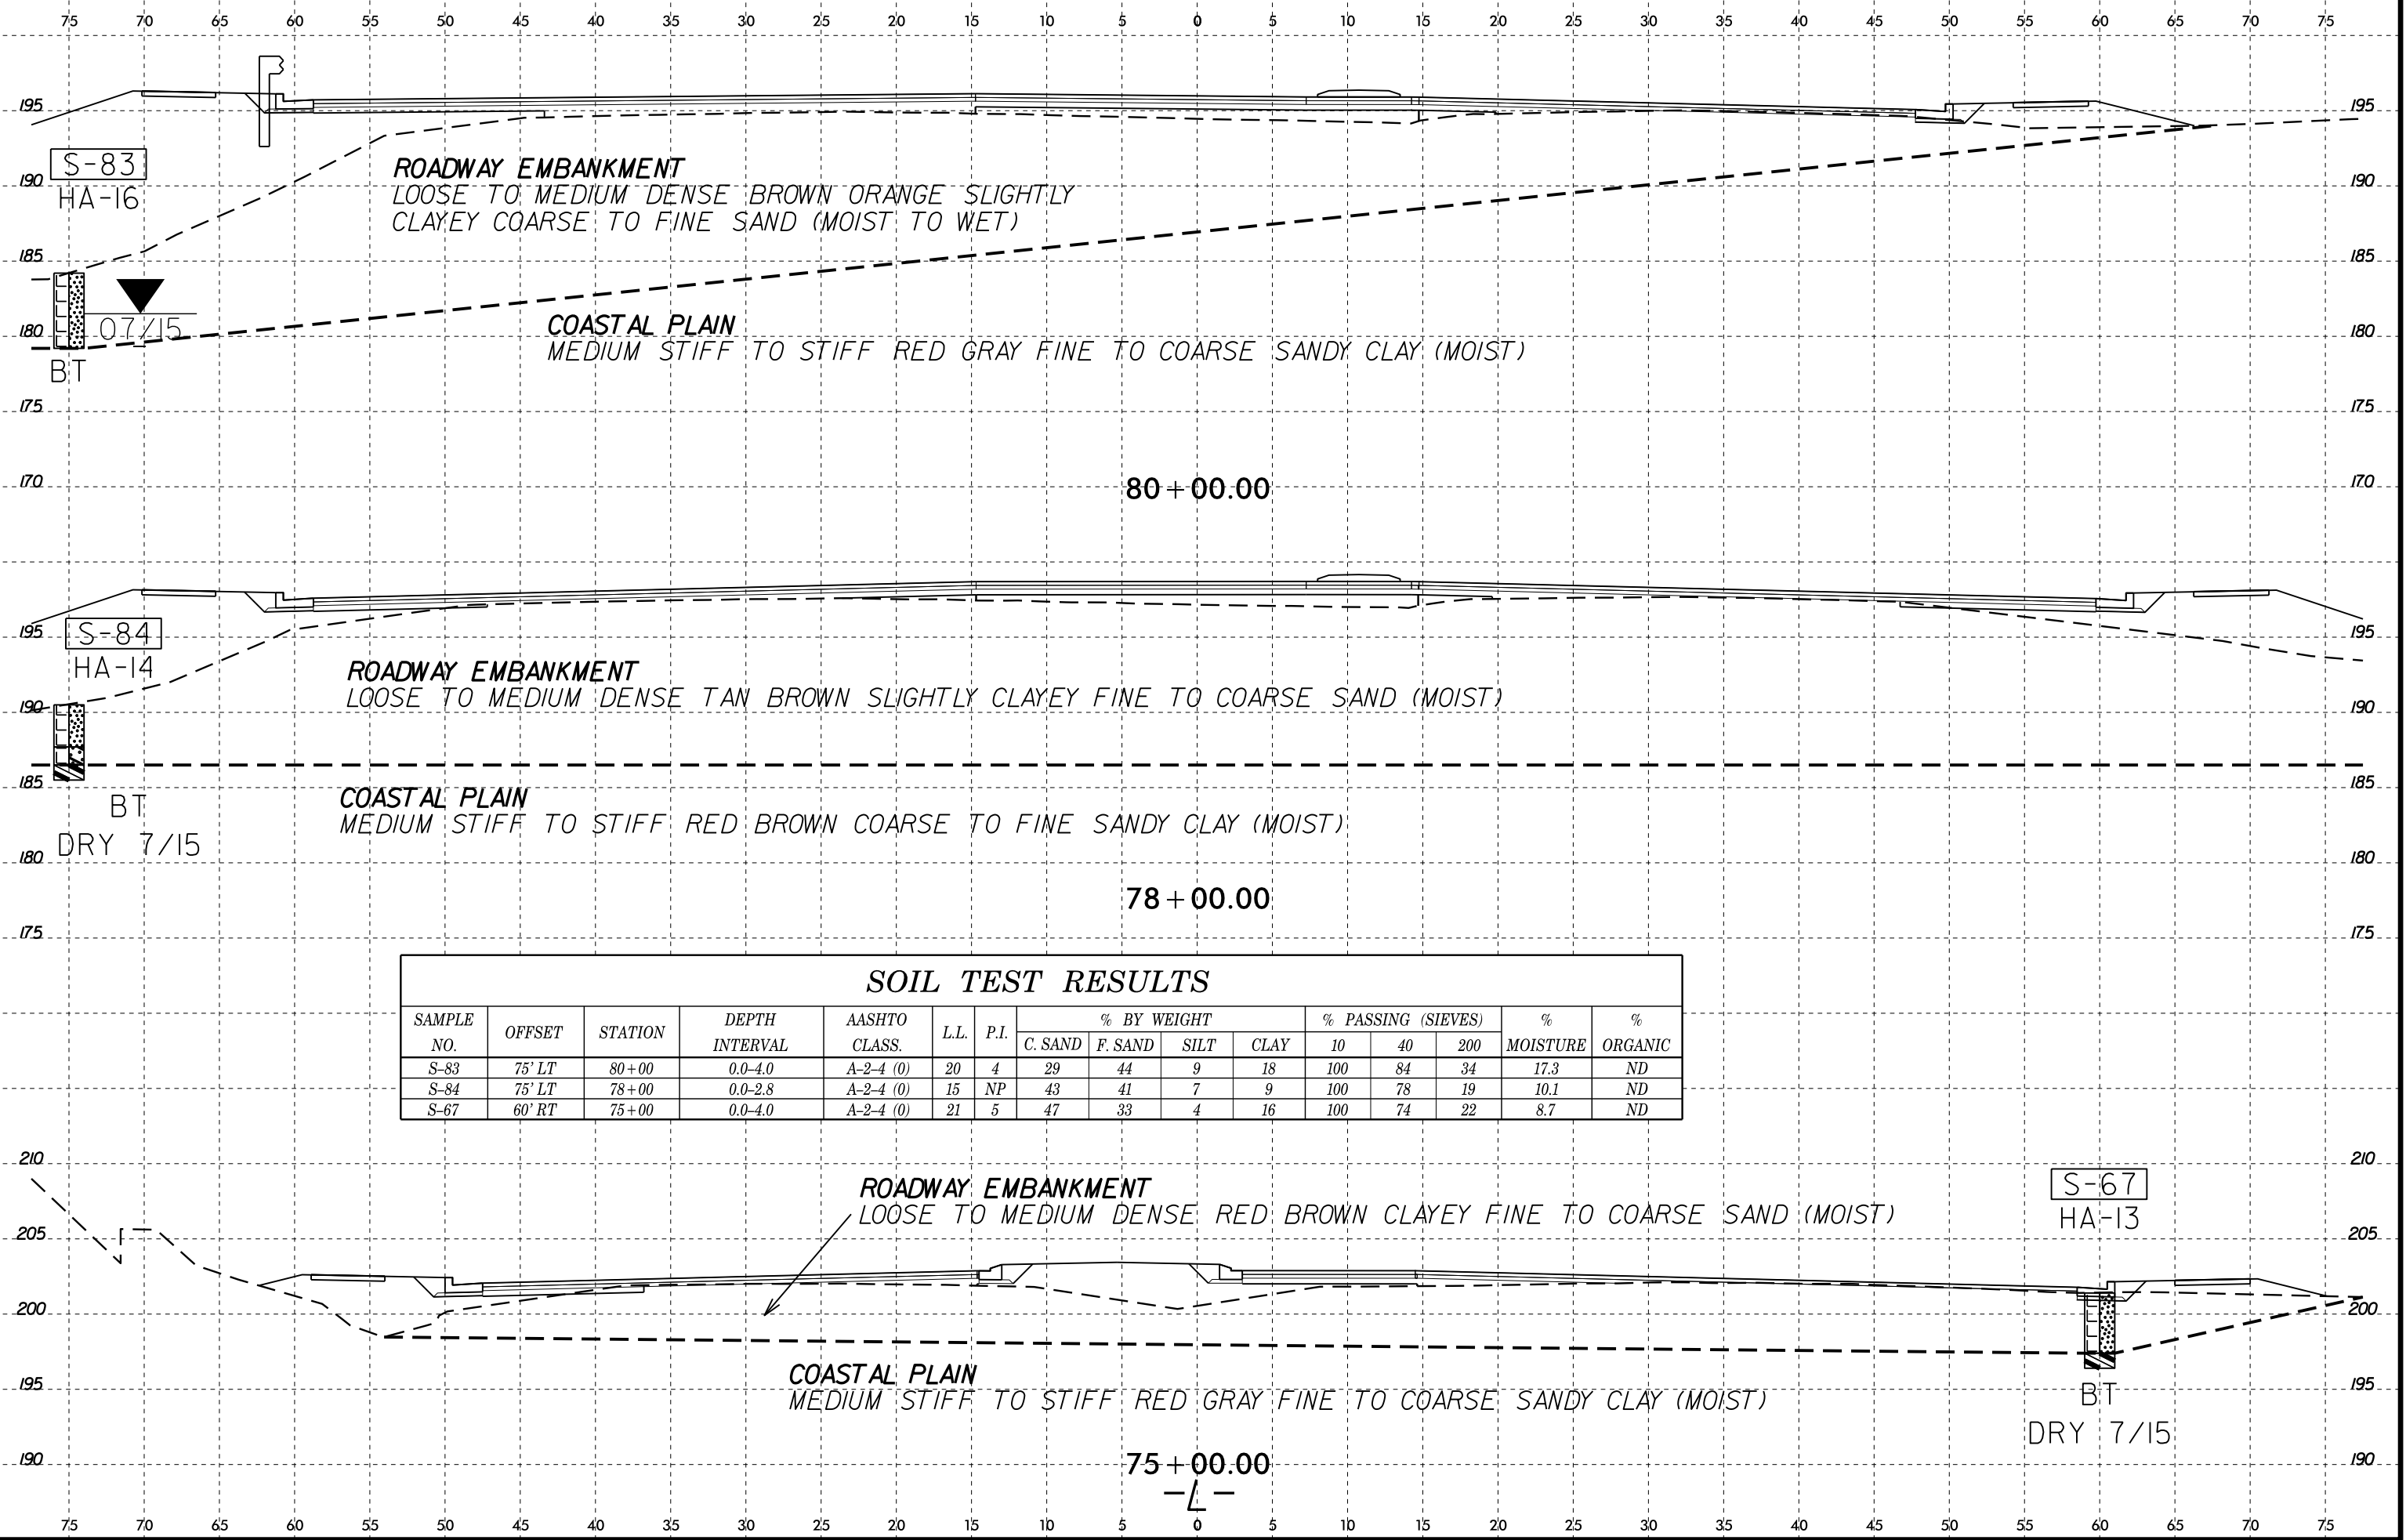 75 70 65 60 55 50 45 40 35 30 25 20 15 10 5 0 5 10 15 20 25 30 35 40 45 50 55 60 65 70 75
195 195
S-83
HA-16
190 190
ROADWAY EMBANKMENT
LOOSE TO MEDIUM DENSE BROWN ORANGE SLIGHTLY
CLAYEY COARSE TO FINE SAND (MOIST TO WET)
185 185
07/15
180 180
BT
COASTAL PLAIN
MEDIUM STIFF TO STIFF RED GRAY FINE TO COARSE SANDY CLAY (MOIST)
175 175
170 170
80+00.00
195 195
S-84
HA-14
ROADWAY EMBANKMENT
LOOSE TO MEDIUM DENSE TAN BROWN SLIGHTLY CLAYEY FINE TO COARSE SAND (MOIST)
190 190
185 185
BT
DRY 7/15
COASTAL PLAIN
MEDIUM STIFF TO STIFF RED BROWN COARSE TO FINE SANDY CLAY (MOIST)
180 180
78+00.00
175 175
SOIL TEST RESULTS
SAMPLE NO. OFFSET STATION DEPTH INTERVAL AASHTO CLASS. L.L. P.I. % BY WEIGHT % PASSING (SIEVES) % MOISTURE % ORGANIC
C. SAND F. SAND SILT CLAY 10 40 200
S-83 75' LT 80+00 0.0-4.0 A-2-4 (0) 20 4 29 44 9 18 100 84 34 17.3 ND
S-84 75' LT 78+00 0.0-2.8 A-2-4 (0) 15 NP 43 41 7 9 100 78 19 10.1 ND
S-67 60' RT 75+00 0.0-4.0 A-2-4 (0) 21 5 47 33 4 16 100 74 22 8.7 ND
210 210
ROADWAY EMBANKMENT
LOOSE TO MEDIUM DENSE RED BROWN CLAYEY FINE TO COARSE SAND (MOIST)
S-67
HA-13
205 205
200 200
195 195
COASTAL PLAIN
MEDIUM STIFF TO STIFF RED GRAY FINE TO COARSE SANDY CLAY (MOIST)
BT
DRY 7/15
190 190
75+00.00
-L-
75 70 65 60 55 50 45 40 35 30 25 20 15 10 5 0 5 10 15 20 25 30 35 40 45 50 55 60 65 70 75